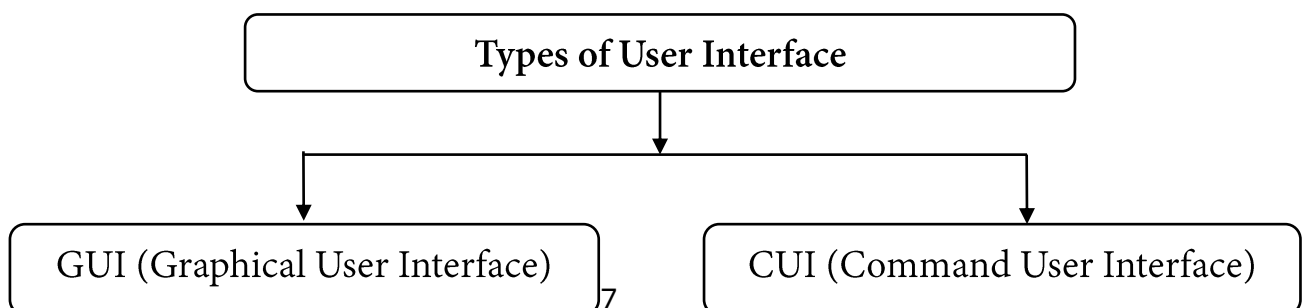 Types of User Interface
GUI (Graphical User Interface)
CUI (Command User Interface)
7